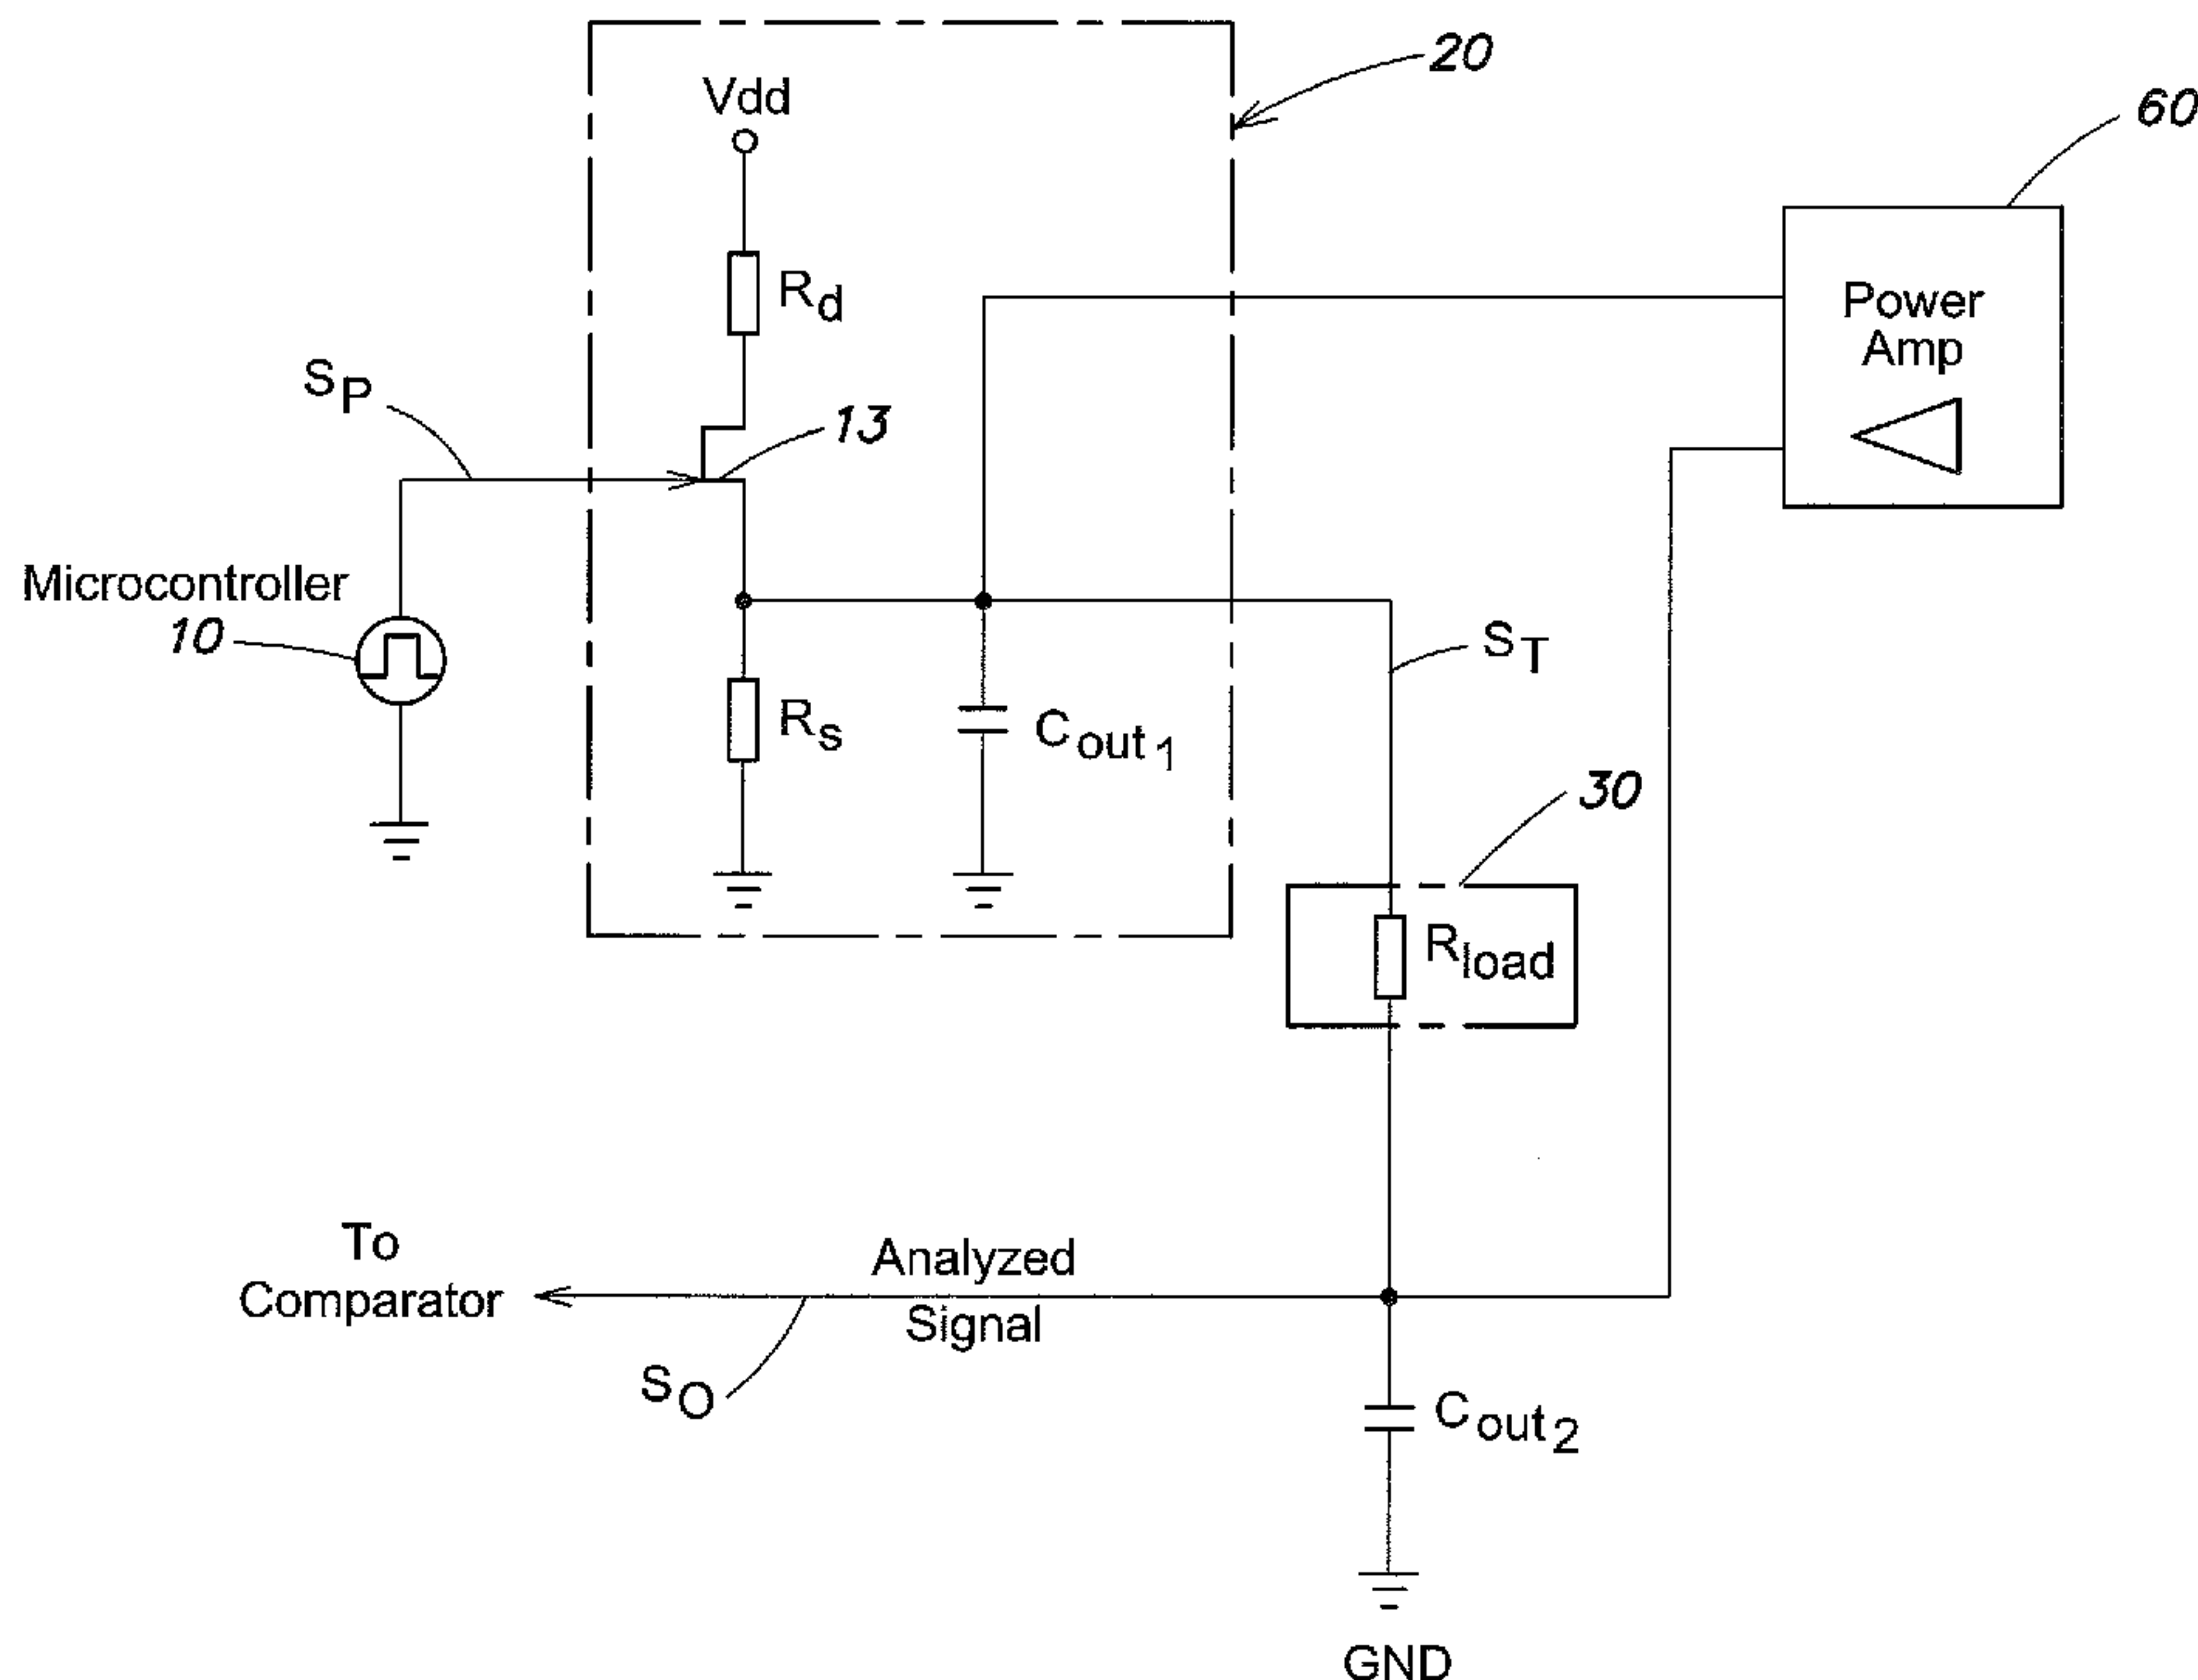 20
Vdd
60
Rd
Power
Amp
SP
13
Microcontroller
10
ST
Rs
Cout1
30
Rload
To
Comparator
Analyzed
Signal
SO
Cout2
GND